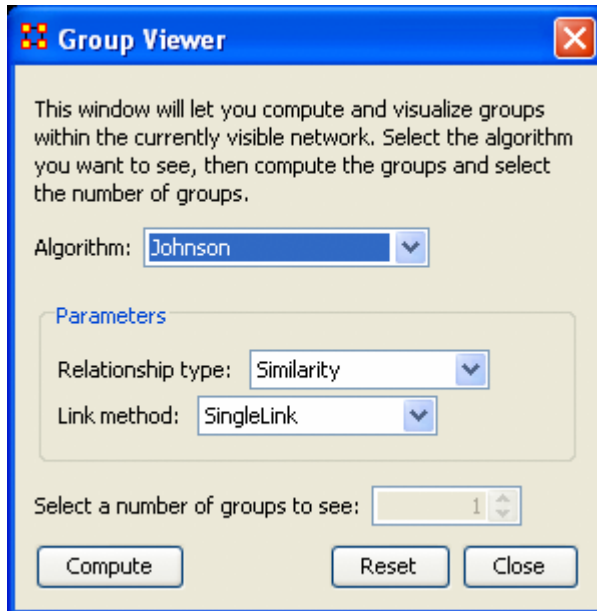 Group Viewer
This window will let you compute and visualize groups
within the currently visible network. Select the algorithm
you want to see, then compute the groups and select
the number of groups.
Algorithm: Johnson
Parameters
Relationship type: Similarity
Link method: SingleLink
Select a number of groups to see: 1
Compute Reset Close